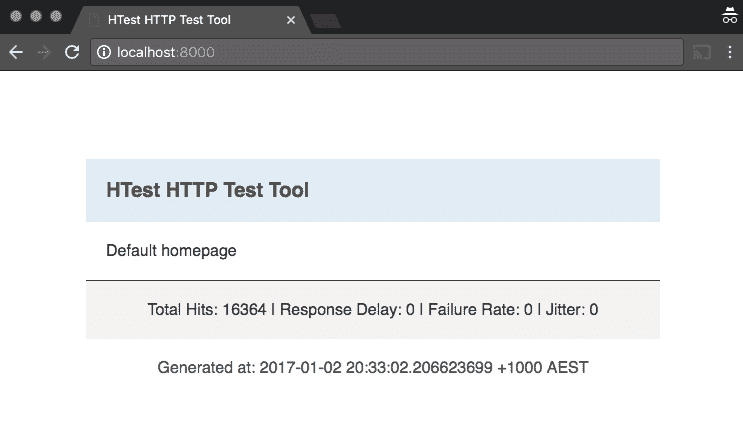 HTest HTTP Test Tool
localhost:8000
HTest HTTP Test Tool
Default homepage
Total Hits: 16364 | Response Delay: 0 | Failure Rate: 0 | Jitter: 0
Generated at: 2017-01-02 20:33:02.206623699 +1000 AEST